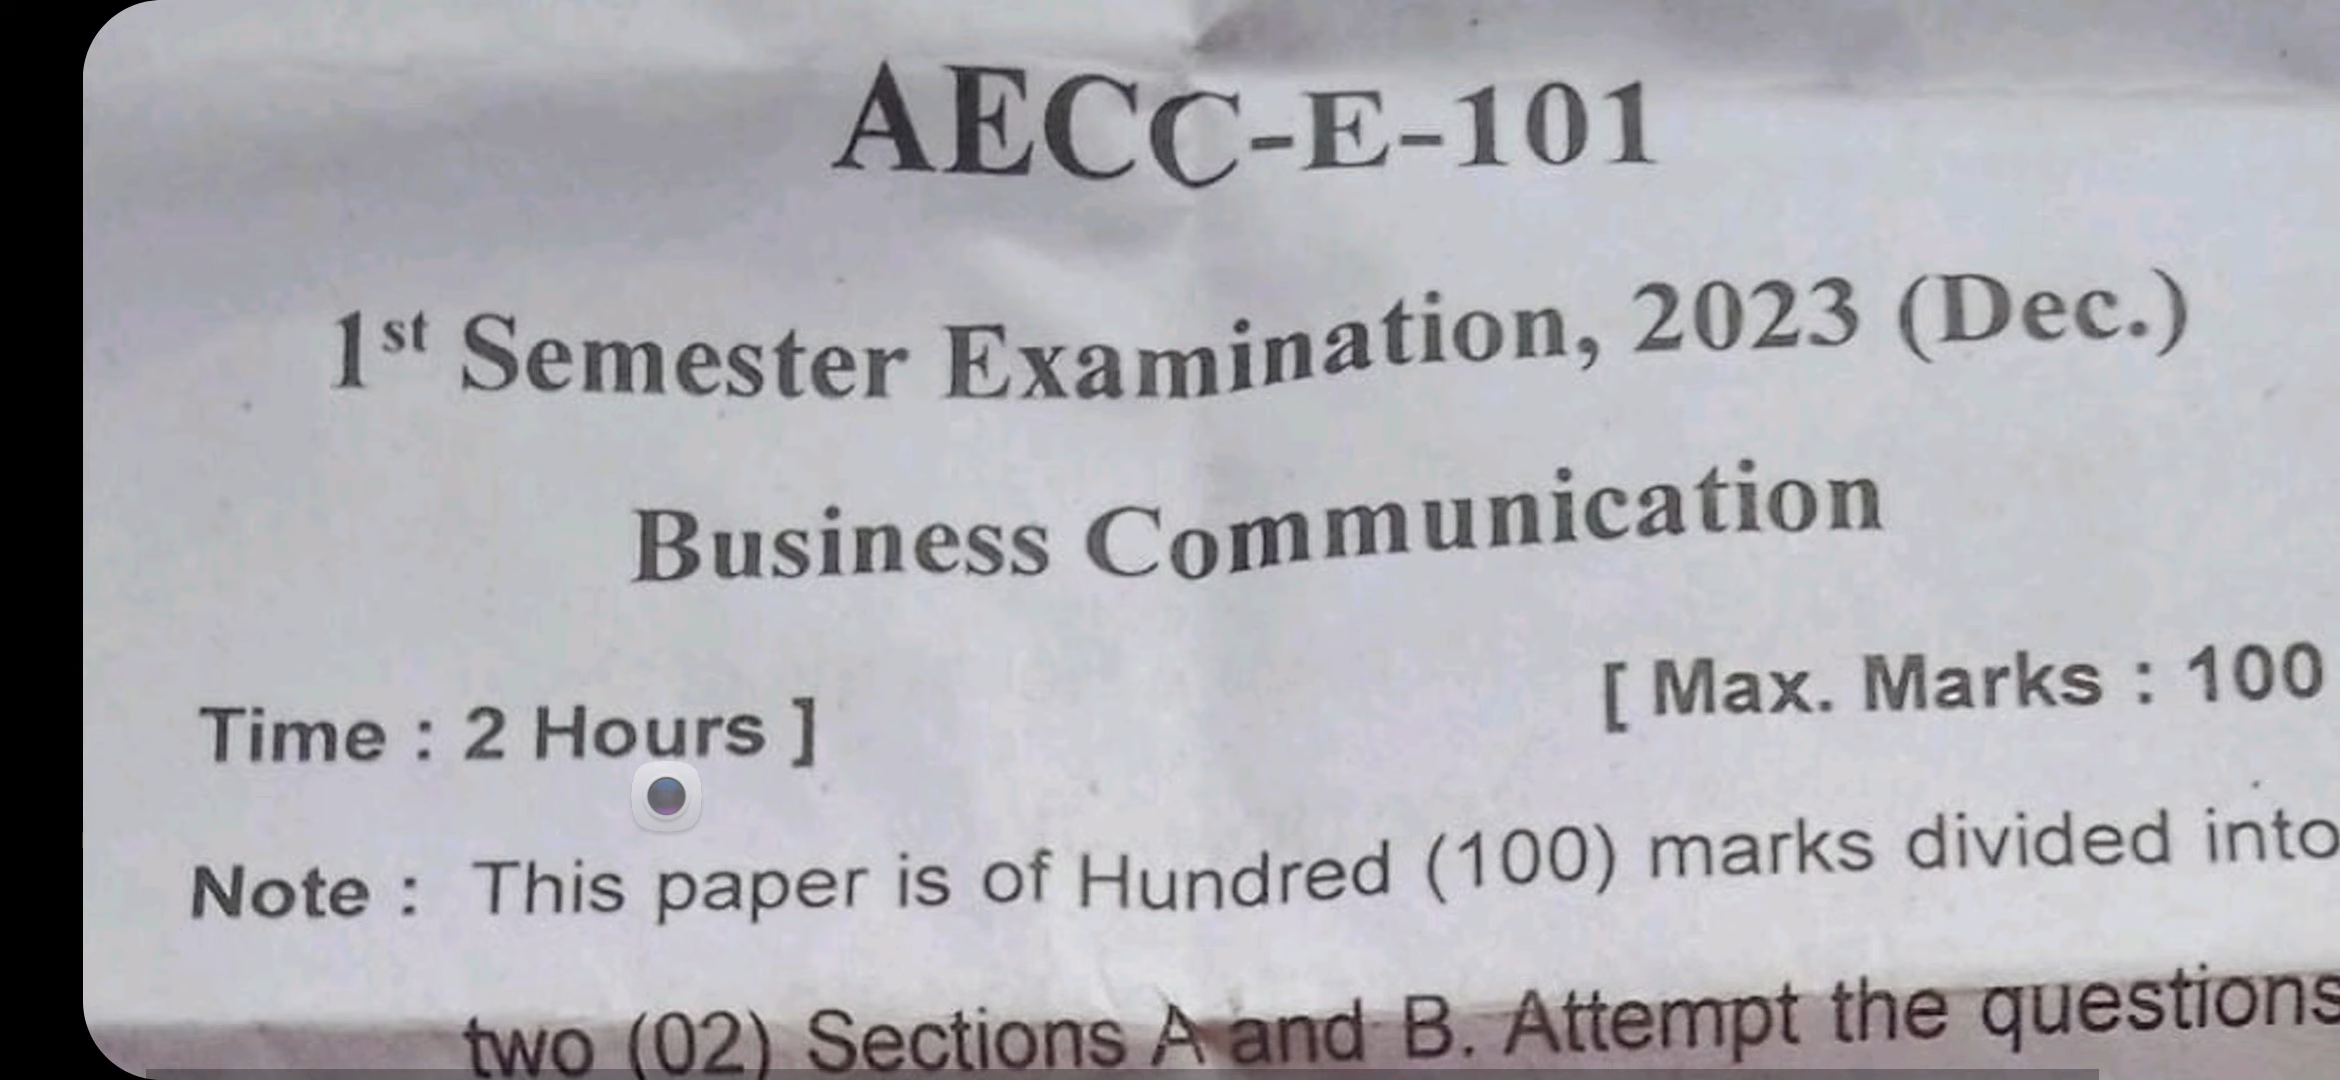 AECC-E-101
1st Semester Examination, 2023 (Dec.)
Business Communication
Time : 2 Hours ] [ Max. Marks : 100
Note : This paper is of Hundred (100) marks divided into
two (02) Sections A and B. Attempt the questions